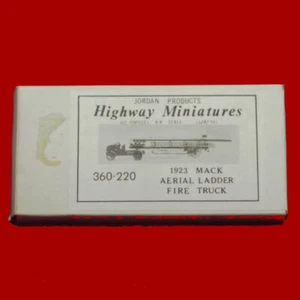 JORDAN PRODUCTS
Highway Miniatures
360-220
1923 MACK
AERIAL LADDER
FIRE TRUCK